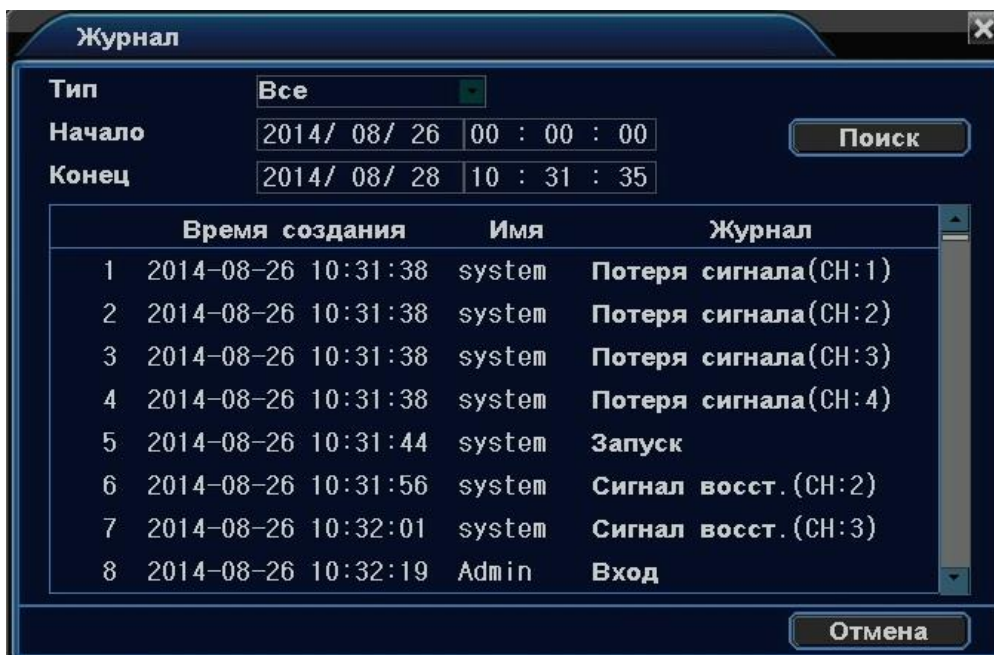 Журнал
Тип Все
Начало 2014/ 08/ 26 00 : 00 : 00 Поиск
Конец 2014/ 08/ 28 10 : 31 : 35
Время создания Имя Журнал
1 2014-08-26 10:31:38 system Потеря сигнала(CH:1)
2 2014-08-26 10:31:38 system Потеря сигнала(CH:2)
3 2014-08-26 10:31:38 system Потеря сигнала(CH:3)
4 2014-08-26 10:31:38 system Потеря сигнала(CH:4)
5 2014-08-26 10:31:44 system Запуск
6 2014-08-26 10:31:56 system Сигнал восст.(CH:2)
7 2014-08-26 10:32:01 system Сигнал восст.(CH:3)
8 2014-08-26 10:32:19 Admin Вход
Отмена